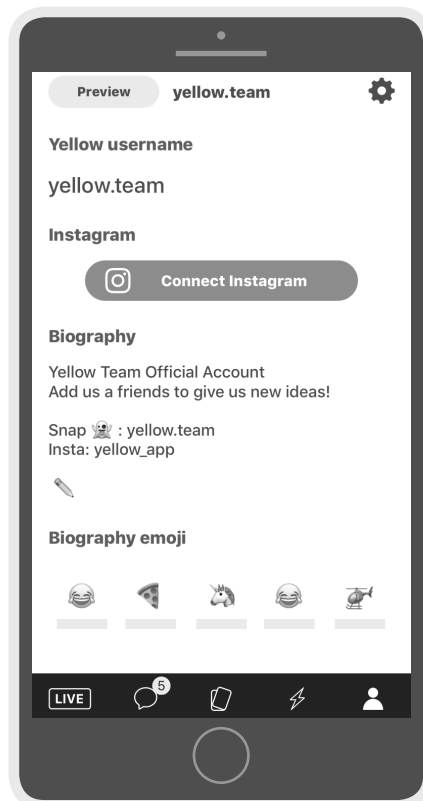 Preview yellow.team
Yellow username
yellow.team
Instagram
Connect Instagram
Biography
Yellow Team Official Account
Add us a friends to give us new ideas!
Snap 👻 : yellow.team
Insta: yellow_app
Biography emoji
5
LIVE